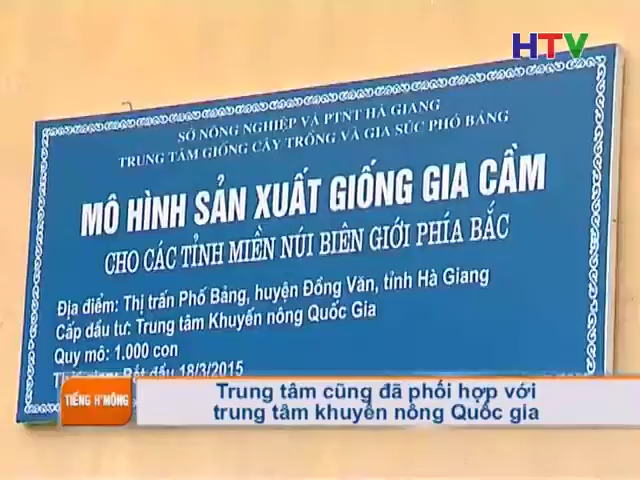 HTV
SỞ NÔNG NGHIỆP VÀ PTNT HÀ GIANG
TRUNG TÂM GIỐNG CÂY TRỒNG VÀ GIA SÚC PHỐ BẢNG
MÔ HÌNH SẢN XUẤT GIỐNG GIA CẦM
CHO CÁC TỈNH MIỀN NÚI BIÊN GIỚI PHÍA BẮC
Địa điểm: Thị trấn Phố Bảng, huyện Đồng Văn, tỉnh Hà Giang
Cấp đầu tư: Trung tâm Khuyến nông Quốc Gia
Quy mô: 1.000 con
Bắt đầu 18/3/2015
TIẾNG H'MÔNG
Trung tâm cũng đã phối hợp với
trung tâm khuyến nông Quốc gia